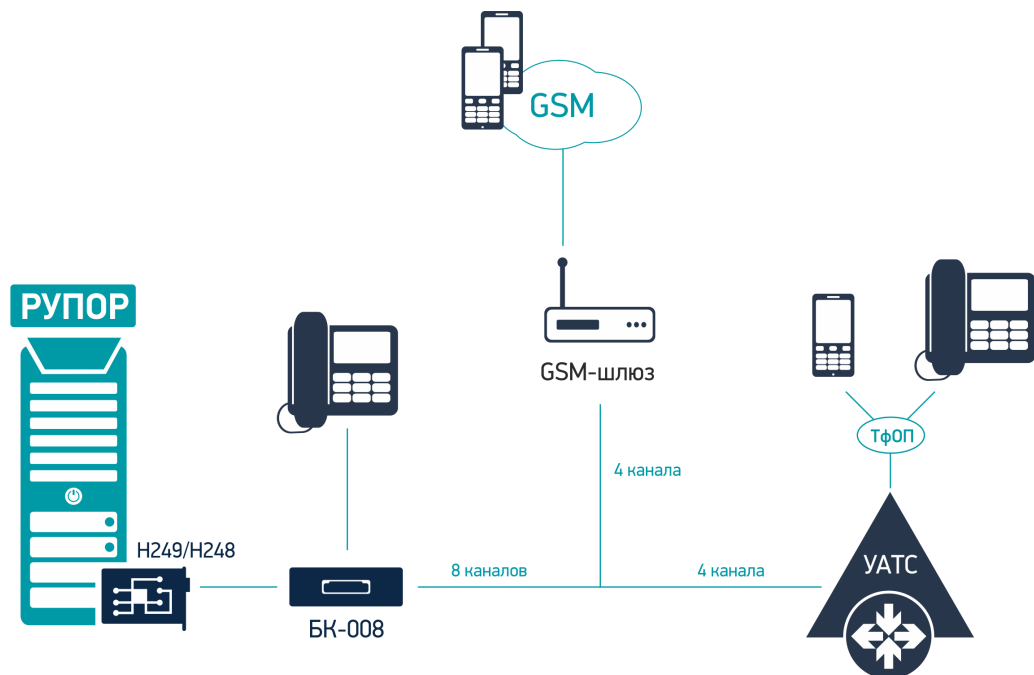 GSM
РУПОР
GSM-шлюз
ТфОП
4 канала
H249/H248
8 каналов
4 канала
УАТС
БК-008